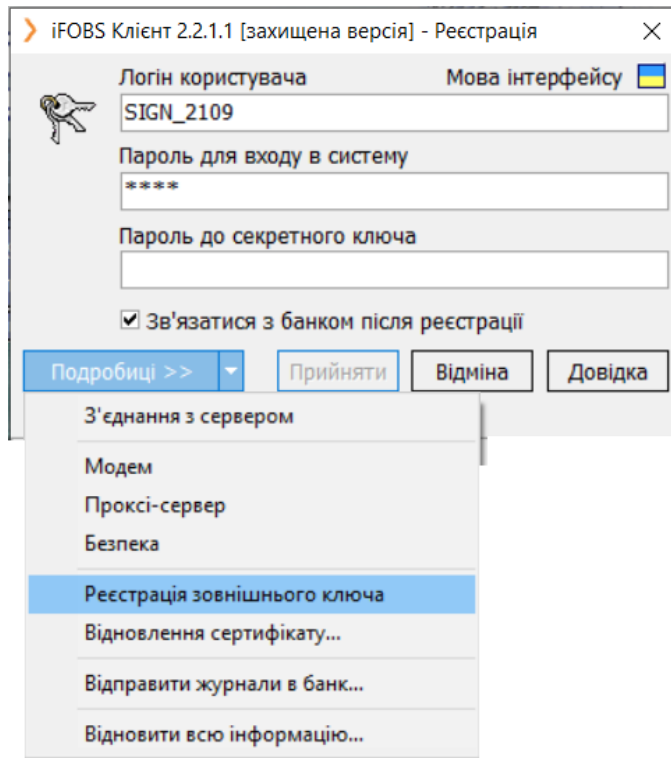 iFOBS Клієнт 2.2.1.1 [захищена версія] - Реєстрація
Логін користувача Мова інтерфейсу
SIGN_2109
Пароль для входу в систему
****
Пароль до секретного ключа
Зв'язатися з банком після реєстрації
Подробиці >> Прийняти Відміна Довідка
З'єднання з сервером
Модем
Проксі-сервер
Безпека
Реєстрація зовнішнього ключа
Відновлення сертифікату...
Відправити журнали в банк...
Відновити всю інформацію...